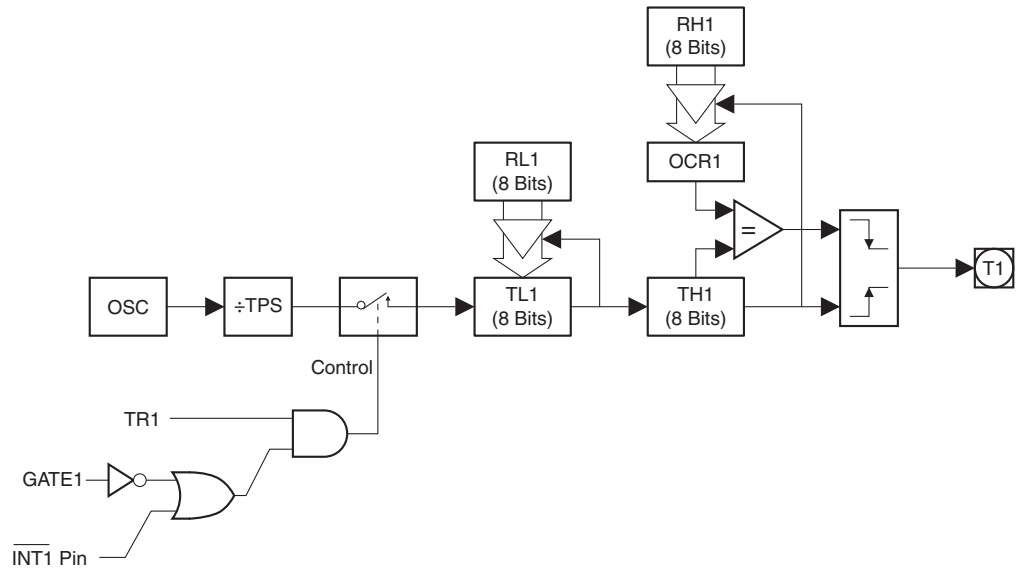 RH1
(8 Bits)
RL1
(8 Bits)
OCR1
=
OSC
÷TPS
TL1
(8 Bits)
TH1
(8 Bits)
T1
Control
TR1
GATE1
I̅N̅T̅1̅ Pin